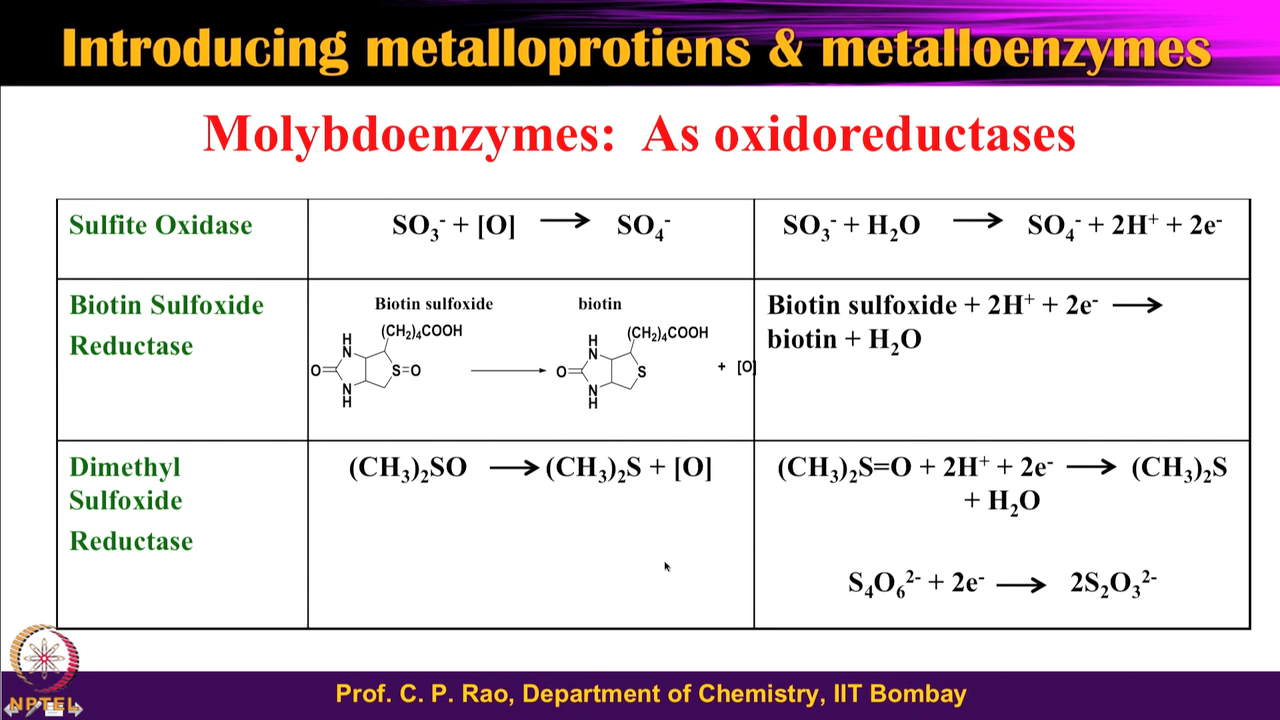 Introducing metalloprotiens & metalloenzymes
Molybdoenzymes: As oxidoreductases
Sulfite Oxidase
SO₃⁻ + [O] → SO₄⁻
SO₃⁻ + H₂O → SO₄⁻ + 2H⁺ + 2e⁻
Biotin Sulfoxide
Reductase
Biotin sulfoxide
biotin
(CH₂)₄COOH
H
N
O
S=O
N
H
→
(CH₂)₄COOH
H
N
O
S
N
H
+ [O]
Biotin sulfoxide + 2H⁺ + 2e⁻ →
biotin + H₂O
Dimethyl
Sulfoxide
Reductase
(CH₃)₂SO → (CH₃)₂S + [O]
(CH₃)₂S=O + 2H⁺ + 2e⁻ → (CH₃)₂S
+ H₂O
S₄O₆²⁻ + 2e⁻ → 2S₂O₃²⁻
NPTEL
Prof. C. P. Rao, Department of Chemistry, IIT Bombay